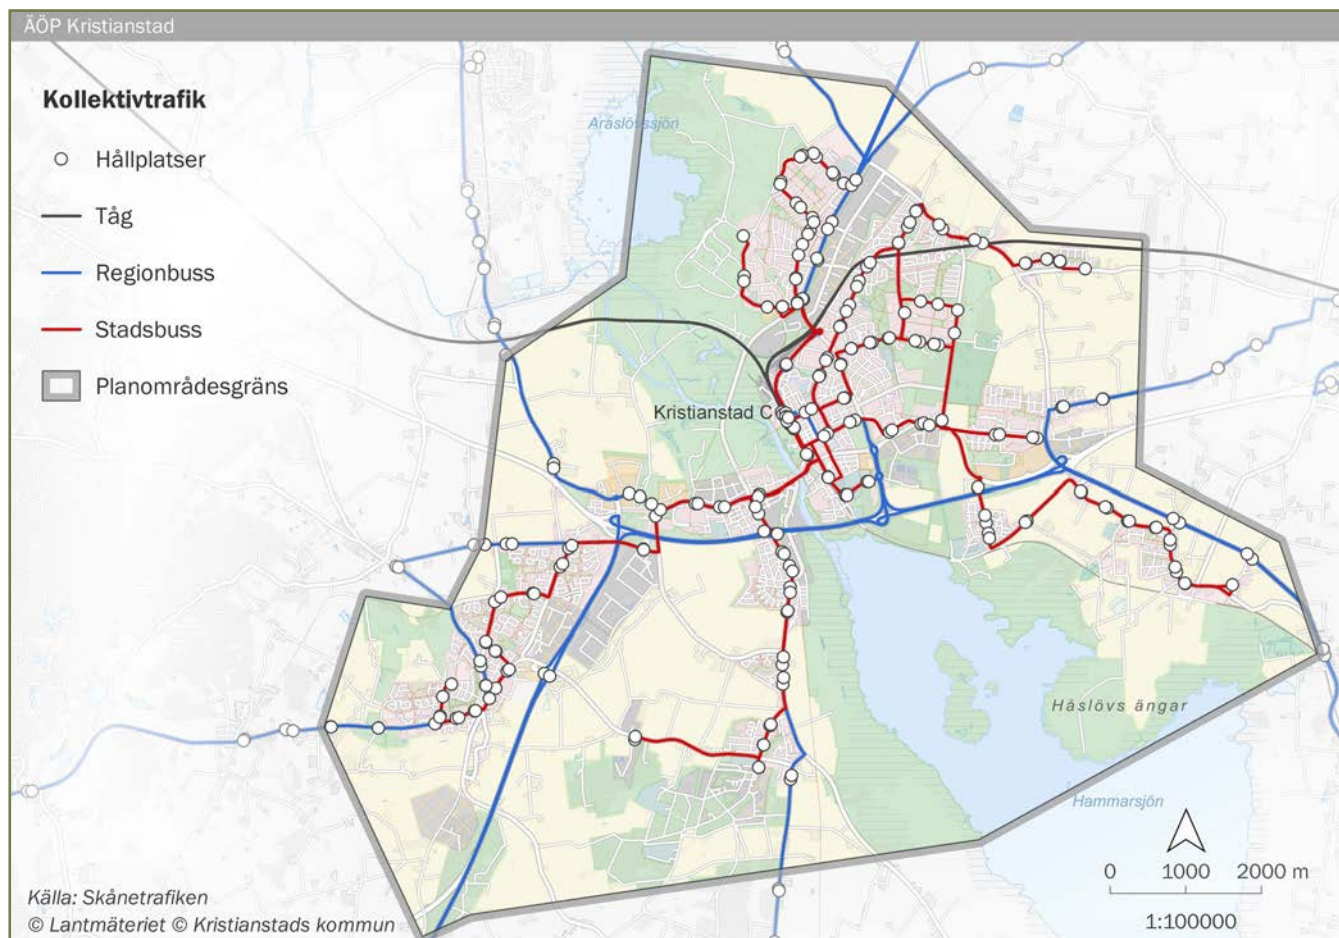 ÄÖP Kristianstad
Kollektivtrafik
Hållplatser
Tåg
Regionbuss
Stadsbuss
Planområdesgräns
Araslövssjön
Kristianstad C
Håslövs ängar
Hammarsjön
0 1000 2000 m
1:100000
Källa: Skånetrafiken
© Lantmäteriet © Kristianstads kommun